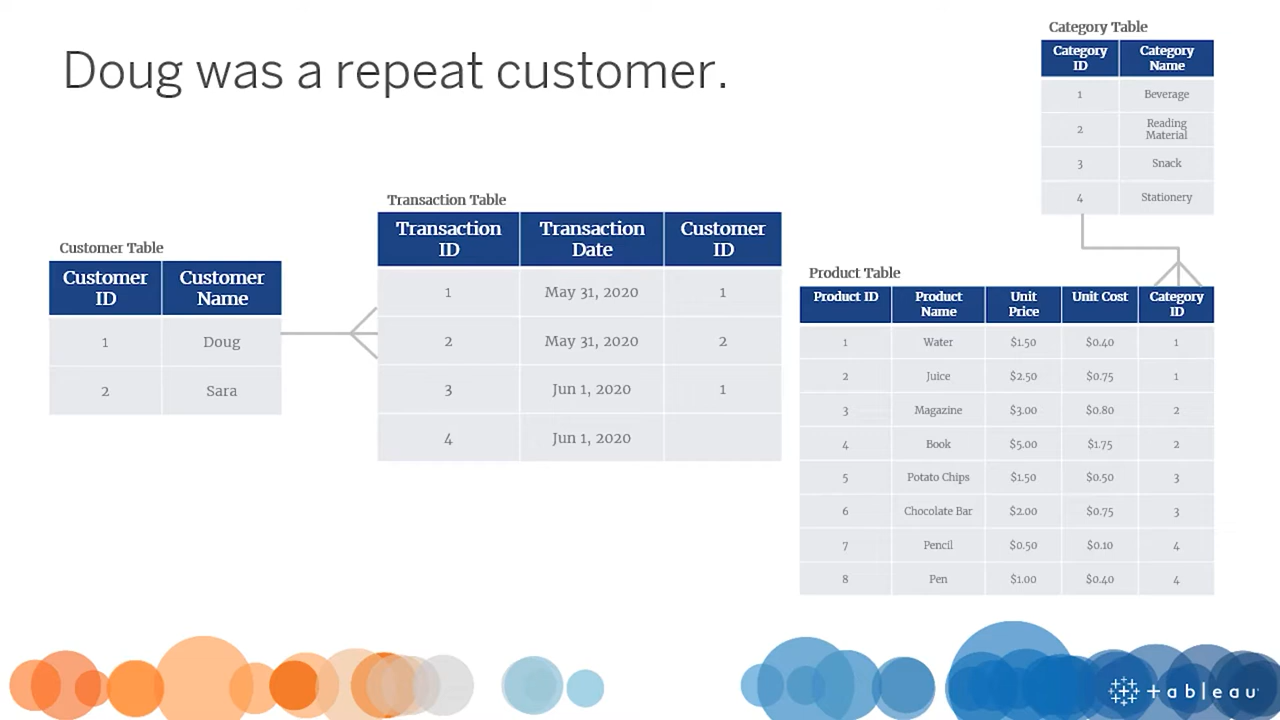 Doug was a repeat customer.
Category Table
Category ID Category Name
1 Beverage
2 Reading Material
3 Snack
4 Stationery
Transaction Table
Transaction ID Transaction Date Customer ID
1 May 31, 2020 1
2 May 31, 2020 2
3 Jun 1, 2020 1
4 Jun 1, 2020
Customer Table
Customer ID Customer Name
1 Doug
2 Sara
Product Table
Product ID Product Name Unit Price Unit Cost Category ID
1 Water $1.50 $0.40 1
2 Juice $2.50 $0.75 1
3 Magazine $3.00 $0.80 2
4 Book $5.00 $1.75 2
5 Potato Chips $1.50 $0.50 3
6 Chocolate Bar $2.00 $0.75 3
7 Pencil $0.50 $0.10 4
8 Pen $1.00 $0.40 4
tableau